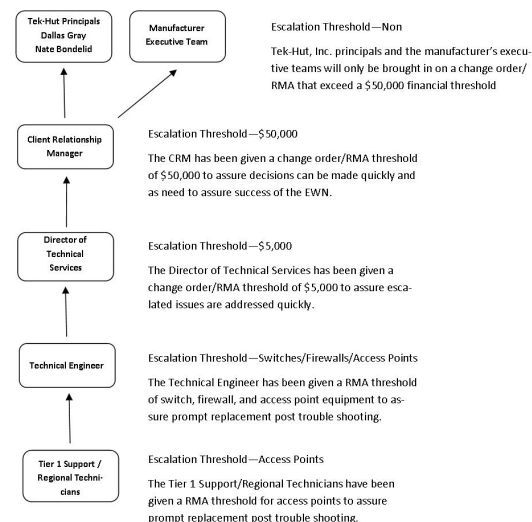 Tek-Hut Principals
Dallas Gray
Nate Bondelid
Manufacturer
Executive Team
Escalation Threshold—Non
Tek-Hut, Inc. principals and the manufacturer's execu-
tive teams will only be brought in on a change order/
RMA that exceed a $50,000 financial threshold
Client Relationship
Manager
Escalation Threshold—$50,000
The CRM has been given a change order/RMA threshold
of $50,000 to assure decisions can be made quickly and
as need to assure success of the EWN.
Director of
Technical
Services
Escalation Threshold—$5,000
The Director of Technical Services has been given a
change order/RMA threshold of $5,000 to assure esca-
lated issues are addressed quickly.
Technical Engineer
Escalation Threshold—Switches/Firewalls/Access Points
The Technical Engineer has been given a RMA threshold
of switch, firewall, and access point equipment to as-
sure prompt replacement post trouble shooting.
Tier 1 Support /
Regional Techni-
cians
Escalation Threshold—Access Points
The Tier 1 Support/Regional Technicians have been
given a RMA threshold for access points to assure
prompt replacement post trouble shooting.